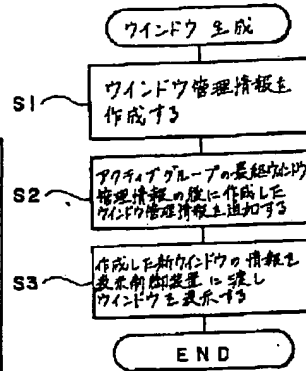 ウインドウ生成
S1
ウインドウ管理情報を
作成する
S2
アクティブグループの最終ウインドウ
管理情報の後に作成した
ウインドウ管理情報を追加する
S3
作成した新ウインドウの情報を
表示制御装置に渡し
ウインドウを表示する
END